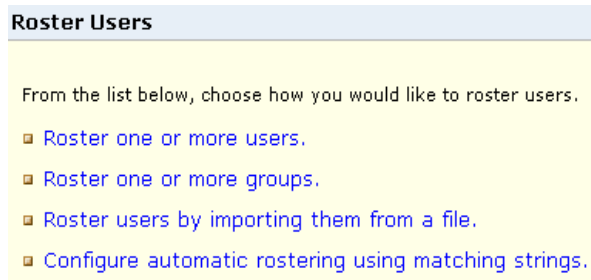 Roster Users
From the list below, choose how you would like to roster users.
Roster one or more users.
Roster one or more groups.
Roster users by importing them from a file.
Configure automatic rostering using matching strings.